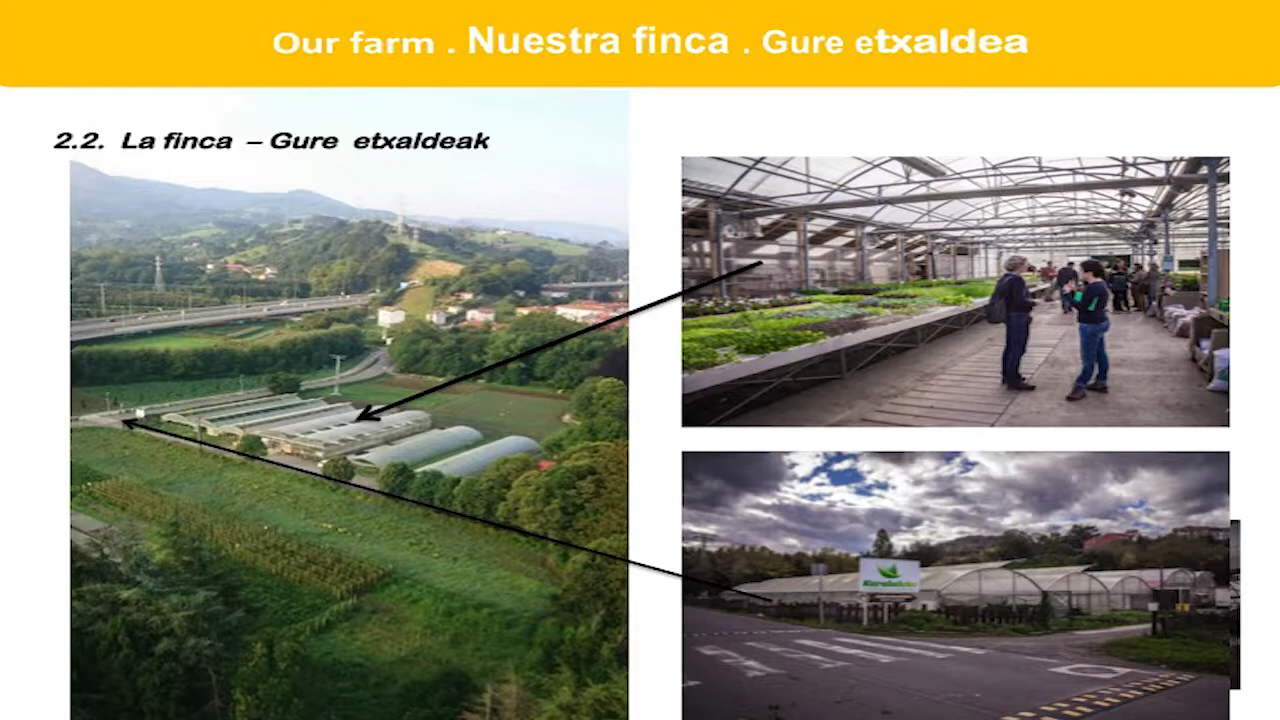 Our farm . Nuestra finca . Gure etxaldea
2.2. La finca – Gure etxaldeak